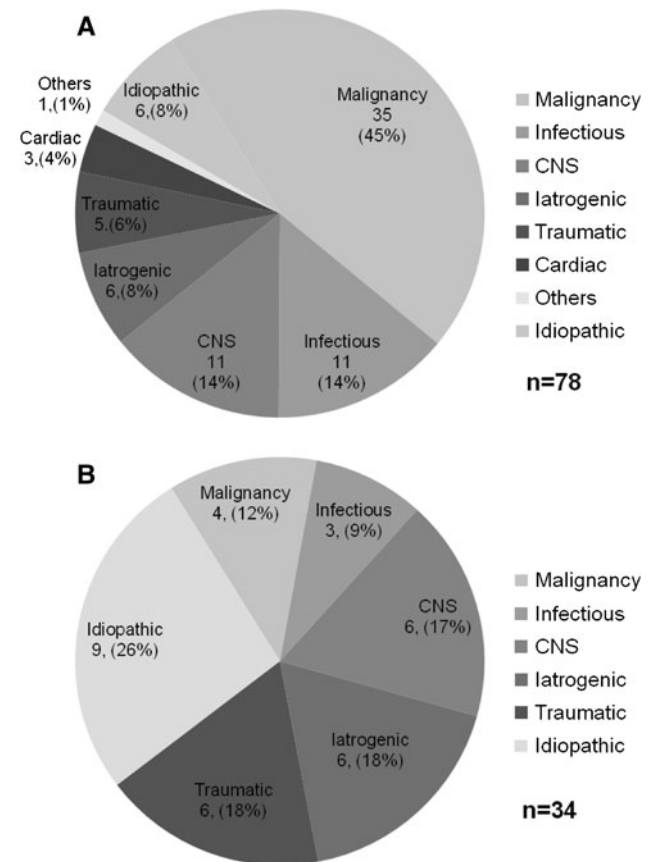 A
Malignancy
35
(45%)
Infectious
11
(14%)
CNS
11
(14%)
Iatrogenic
6,(8%)
Traumatic
5,(6%)
Cardiac
3,(4%)
Others
1,(1%)
Idiopathic
6,(8%)
Malignancy
Infectious
CNS
Iatrogenic
Traumatic
Cardiac
Others
Idiopathic
n=78
B
Malignancy
4, (12%)
Infectious
3, (9%)
CNS
6, (17%)
Iatrogenic
6, (18%)
Traumatic
6, (18%)
Idiopathic
9, (26%)
Malignancy
Infectious
CNS
Iatrogenic
Traumatic
Idiopathic
n=34